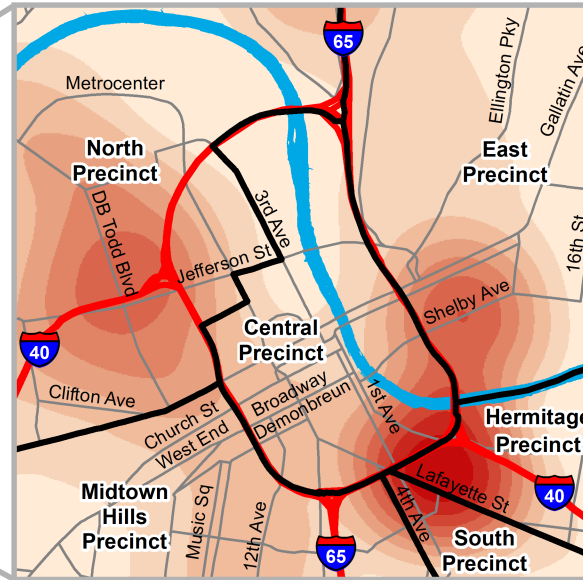 65
Metrocenter
Ellington Pky
Gallatin Ave
North
Precinct
East
Precinct
DB Todd Blvd
3rd Ave
16th St
Jefferson St
Shelby Ave
Central
Precinct
40
Clifton Ave
Broadway
Demonbreun
1st Ave
Church St
West End
Hermitage
Precinct
Lafayette St
40
Midtown
Hills
Precinct
Music Sq
12th Ave
4th Ave
65
South
Precinct